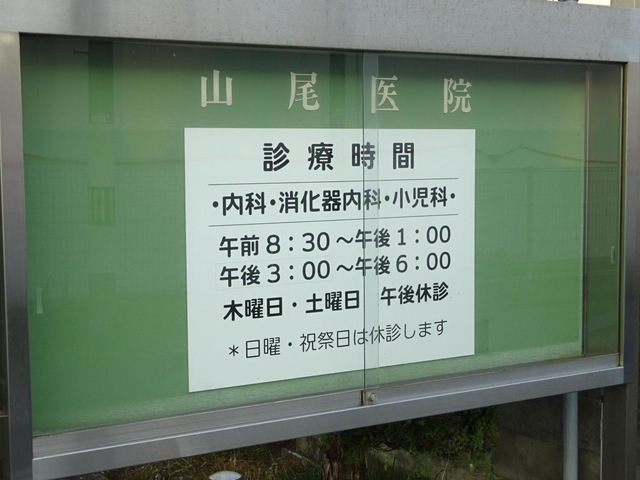 山尾医院
診療時間
・内科・消化器内科・小児科・
午前8：30～午後1：00
午後3：00～午後6：00
木曜日・土曜日　午後休診
＊日曜・祝祭日は休診します